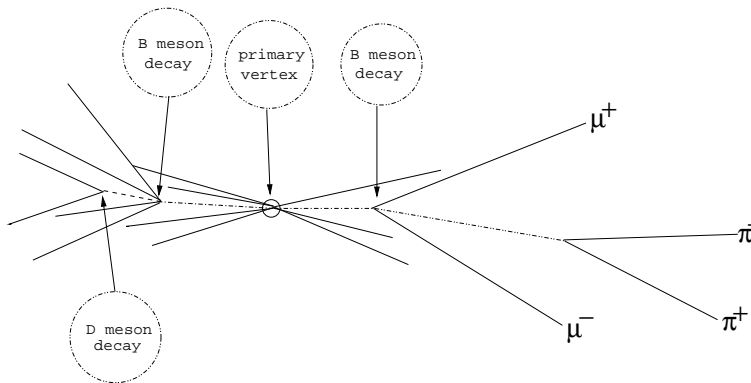 B meson
decay
primary
vertex
B meson
decay
μ+
π-
π+
μ−
D meson
decay